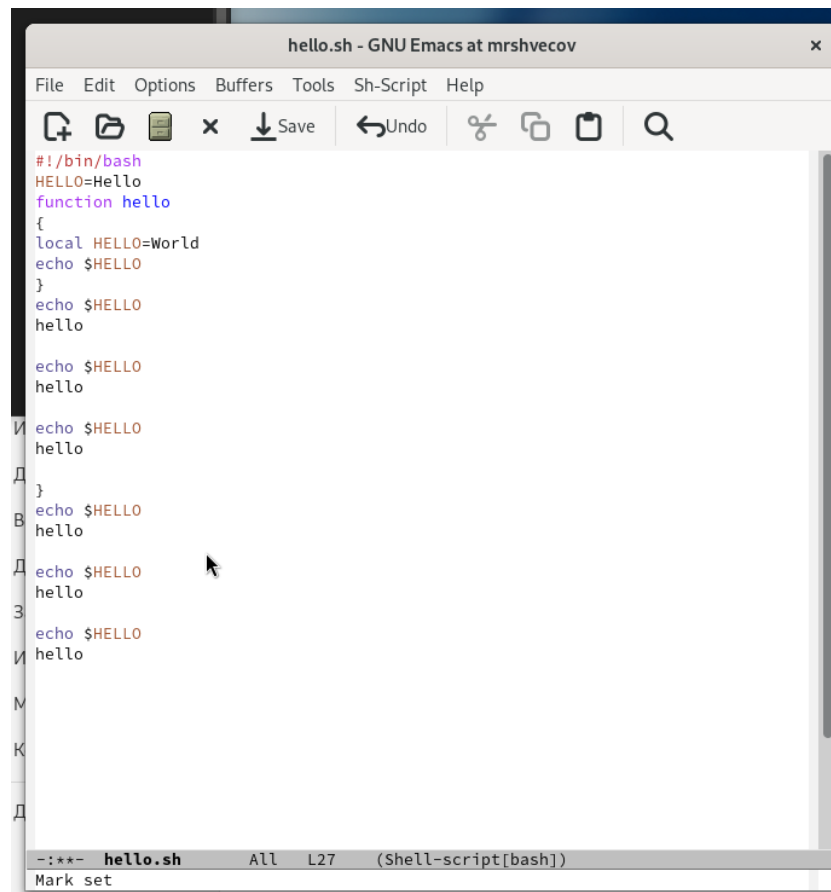 hello.sh - GNU Emacs at mrshvecov ×
File Edit Options Buffers Tools Sh-Script Help
Save Undo
#!/bin/bash
HELLO=Hello
function hello
{
local HELLO=World
echo $HELLO
}
echo $HELLO
hello
echo $HELLO
hello
И echo $HELLO
hello
Д
}
В echo $HELLO
hello
Д echo $HELLO
hello
З
echo $HELLO
И hello
М
К
Д
-:**- hello.sh All L27 (Shell-script[bash])
Mark set